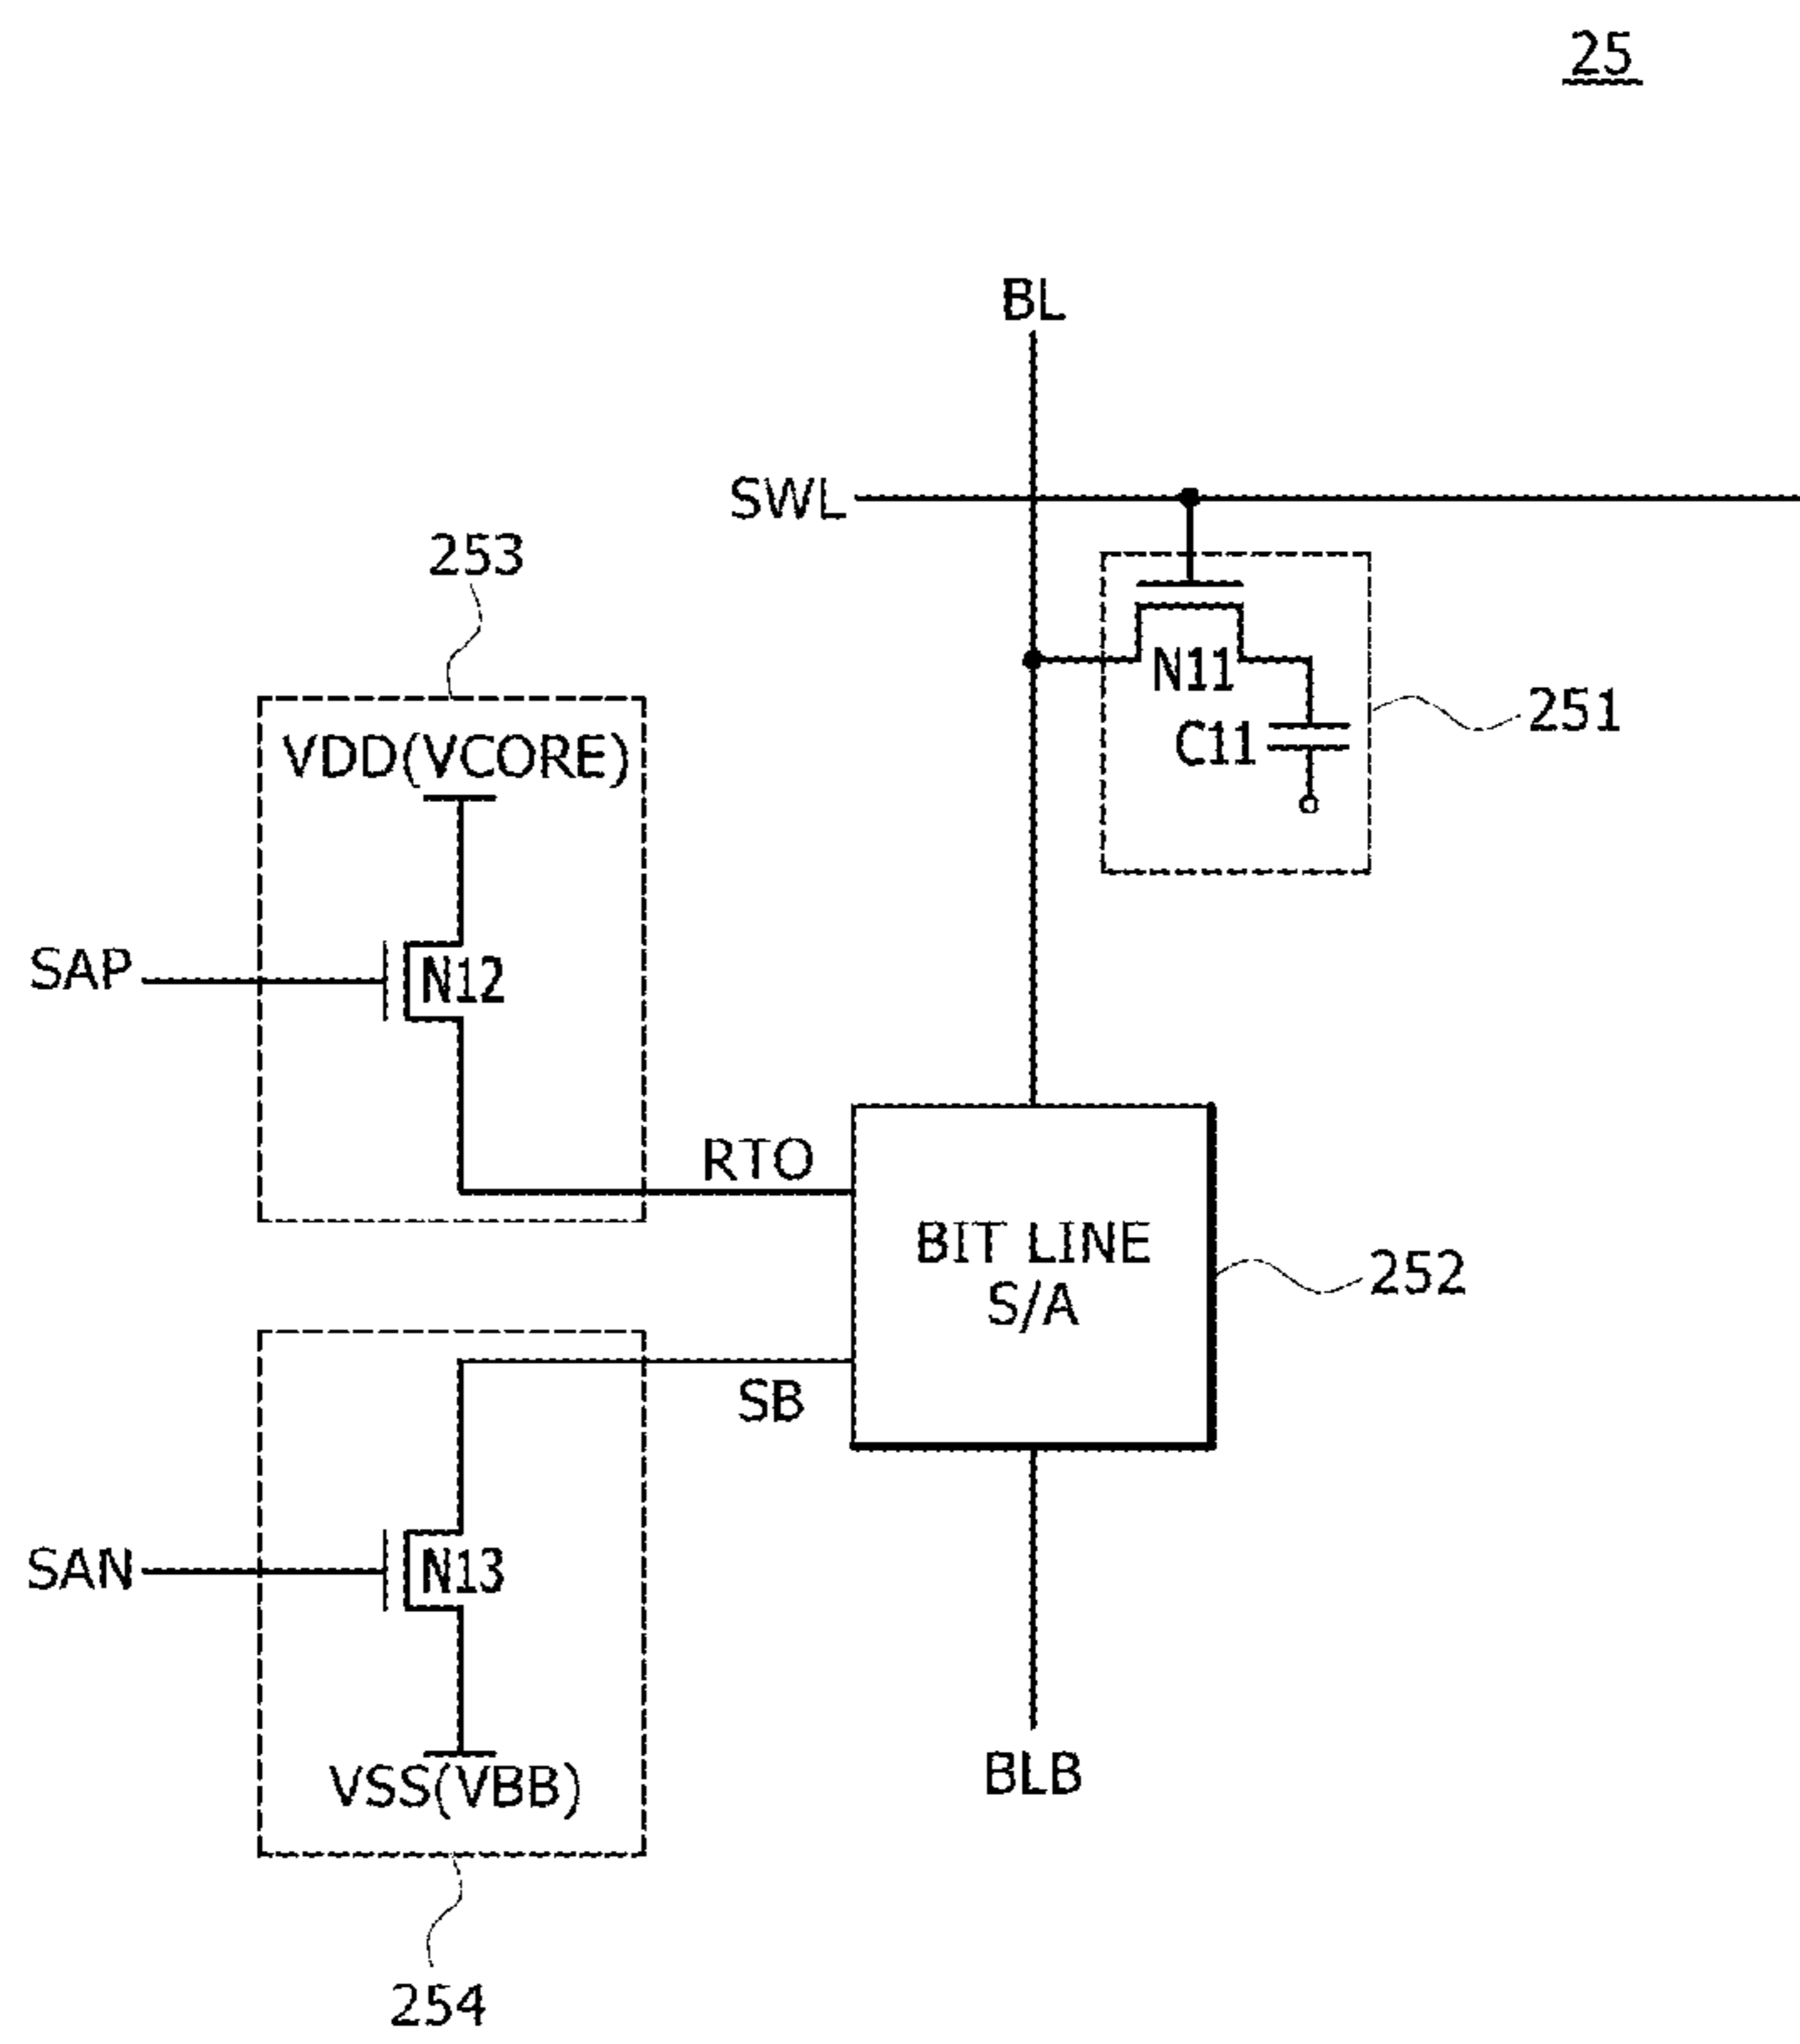 25
BL
SWL
253
N11
251
VDD(VCORE)
C11
SAP
N12
RTO
BIT LINE
S/A
252
SB
SAN
N13
VSS(VBB)
BLB
254